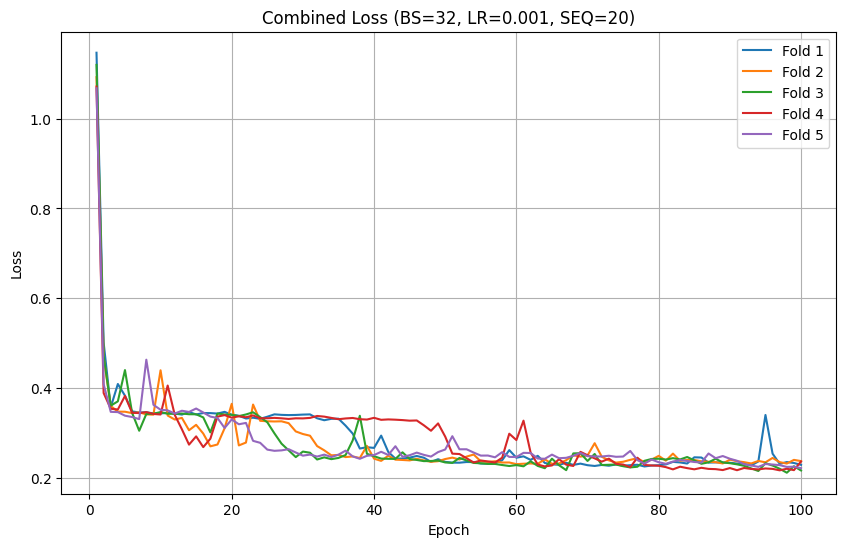 Combined Loss (BS=32, LR=0.001, SEQ=20)
Fold 1
Fold 2
Fold 3
Fold 4
Fold 5
Loss
1.0
0.8
0.6
0.4
0.2
0
20
40
60
80
100
Epoch